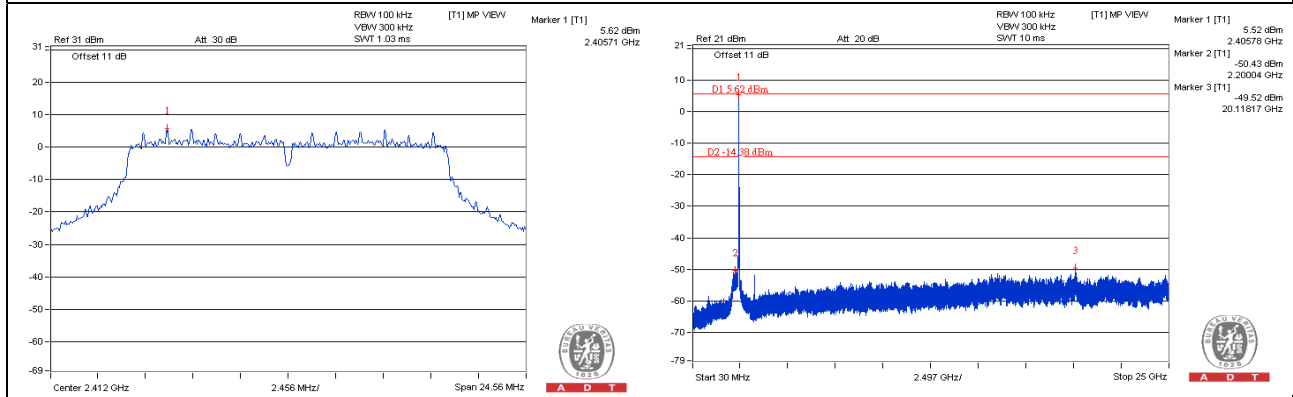 RBW 100 kHz
VBW 300 kHz
SWT 1.03 ms
[T1] MP VIEW
Ref 31 dBm
Att 30 dB
Marker 1 [T1]
5.62 dBm
2.40571 GHz
Offset 11 dB
31
20
10
0
-10
-20
-30
-40
-50
-60
-69
1
Center 2.412 GHz
2.456 MHz/
Span 24.56 MHz
BUREAU VERITAS
1828
A D T
RBW 100 kHz
VBW 300 kHz
SWT 10 ms
[T1] MP VIEW
Ref 21 dBm
Att 20 dB
Marker 1 [T1]
5.52 dBm
2.40578 GHz
Marker 2 [T1]
-50.43 dBm
2.20004 GHz
Marker 3 [T1]
-49.52 dBm
20.11817 GHz
Offset 11 dB
21
10
0
-10
-20
-30
-40
-50
-60
-70
-79
1
D1 5.62 dBm
D2 -14.38 dBm
2
3
Start 30 MHz
2.497 GHz/
Stop 25 GHz
BUREAU VERITAS
1828
A D T